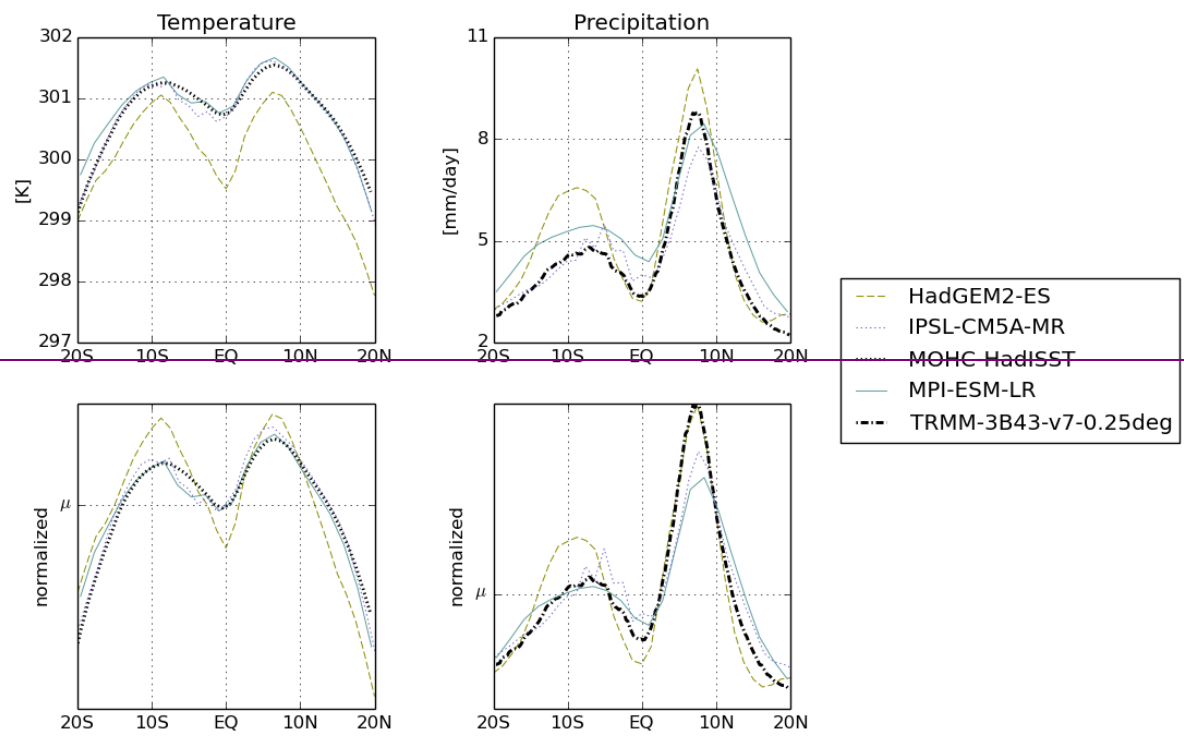 Temperature
Precipitation
302
301
300
299
298
297
[K]
20S 10S EQ 10N 20N
11
8
5
2
[mm/day]
20S 10S EQ 10N 20N
HadGEM2-ES
IPSL-CM5A-MR
MOHC-HadISST
MPI-ESM-LR
TRMM-3B43-v7-0.25deg
μ
normalized
20S 10S EQ 10N 20N
μ
normalized
20S 10S EQ 10N 20N